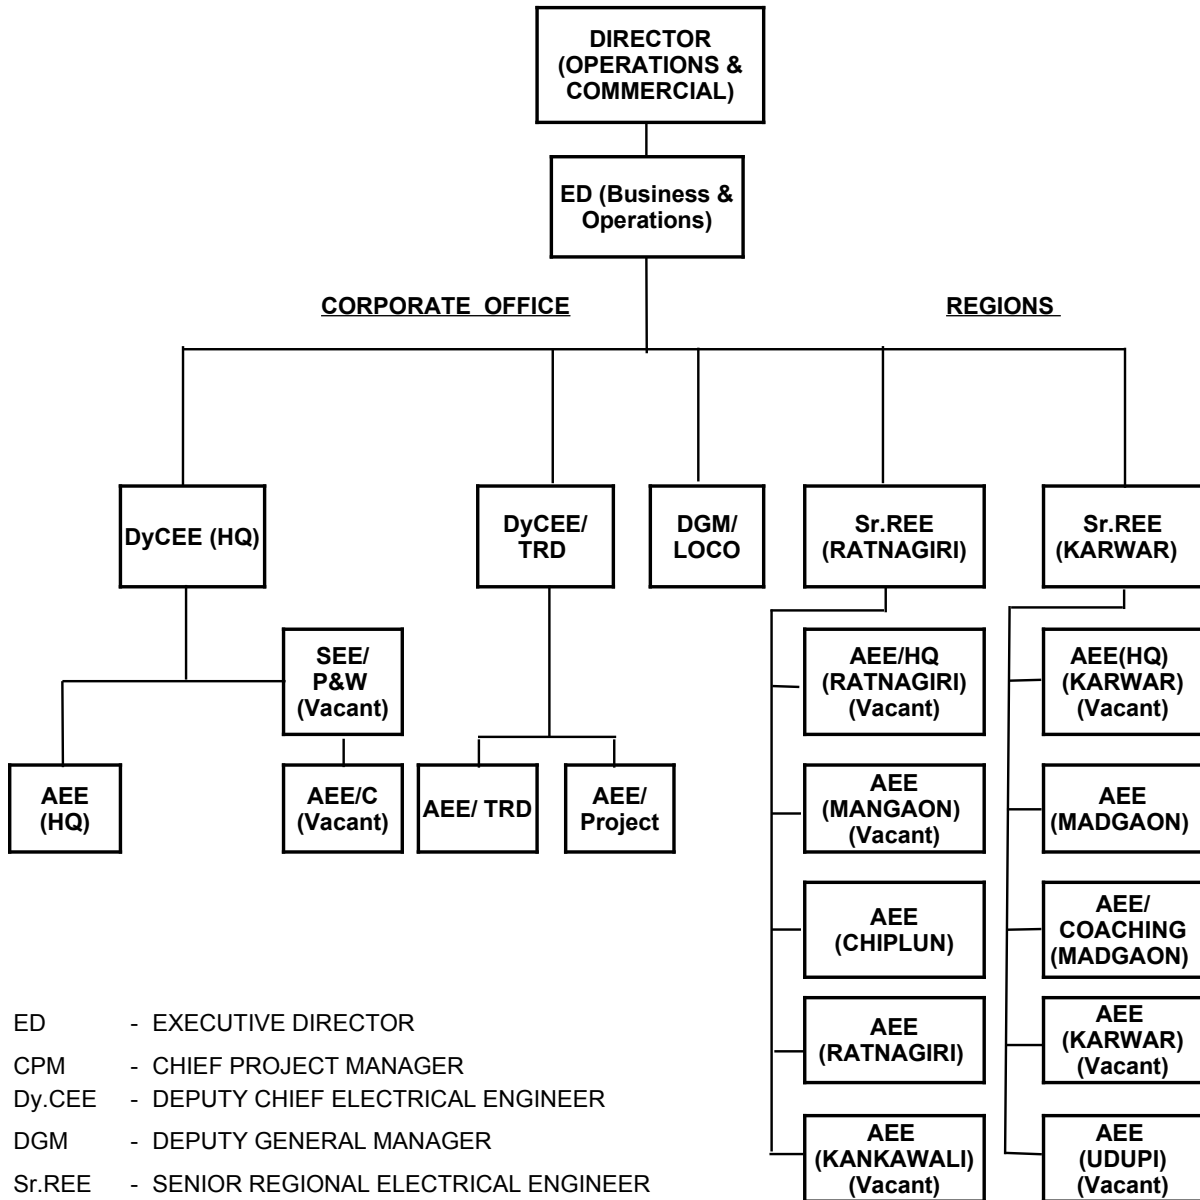 DIRECTOR
(OPERATIONS &
COMMERCIAL)
ED (Business &
Operations)
CORPORATE OFFICE
REGIONS
DyCEE (HQ)
DyCEE/
TRD
DGM/
LOCO
Sr.REE
(RATNAGIRI)
Sr.REE
(KARWAR)
SEE/
P&W
(Vacant)
AEE
(HQ)
AEE/C
(Vacant)
AEE/ TRD
AEE/
Project
AEE/HQ
(RATNAGIRI)
(Vacant)
AEE
(MANGAON)
(Vacant)
AEE
(CHIPLUN)
AEE
(RATNAGIRI)
AEE
(KANKAWALI)
(Vacant)
AEE(HQ)
(KARWAR)
(Vacant)
AEE
(MADGAON)
AEE/
COACHING
(MADGAON)
AEE
(KARWAR)
(Vacant)
AEE
(UDUPI)
(Vacant)
ED - EXECUTIVE DIRECTOR
CPM - CHIEF PROJECT MANAGER
Dy.CEE - DEPUTY CHIEF ELECTRICAL ENGINEER
DGM - DEPUTY GENERAL MANAGER
Sr.REE - SENIOR REGIONAL ELECTRICAL ENGINEER